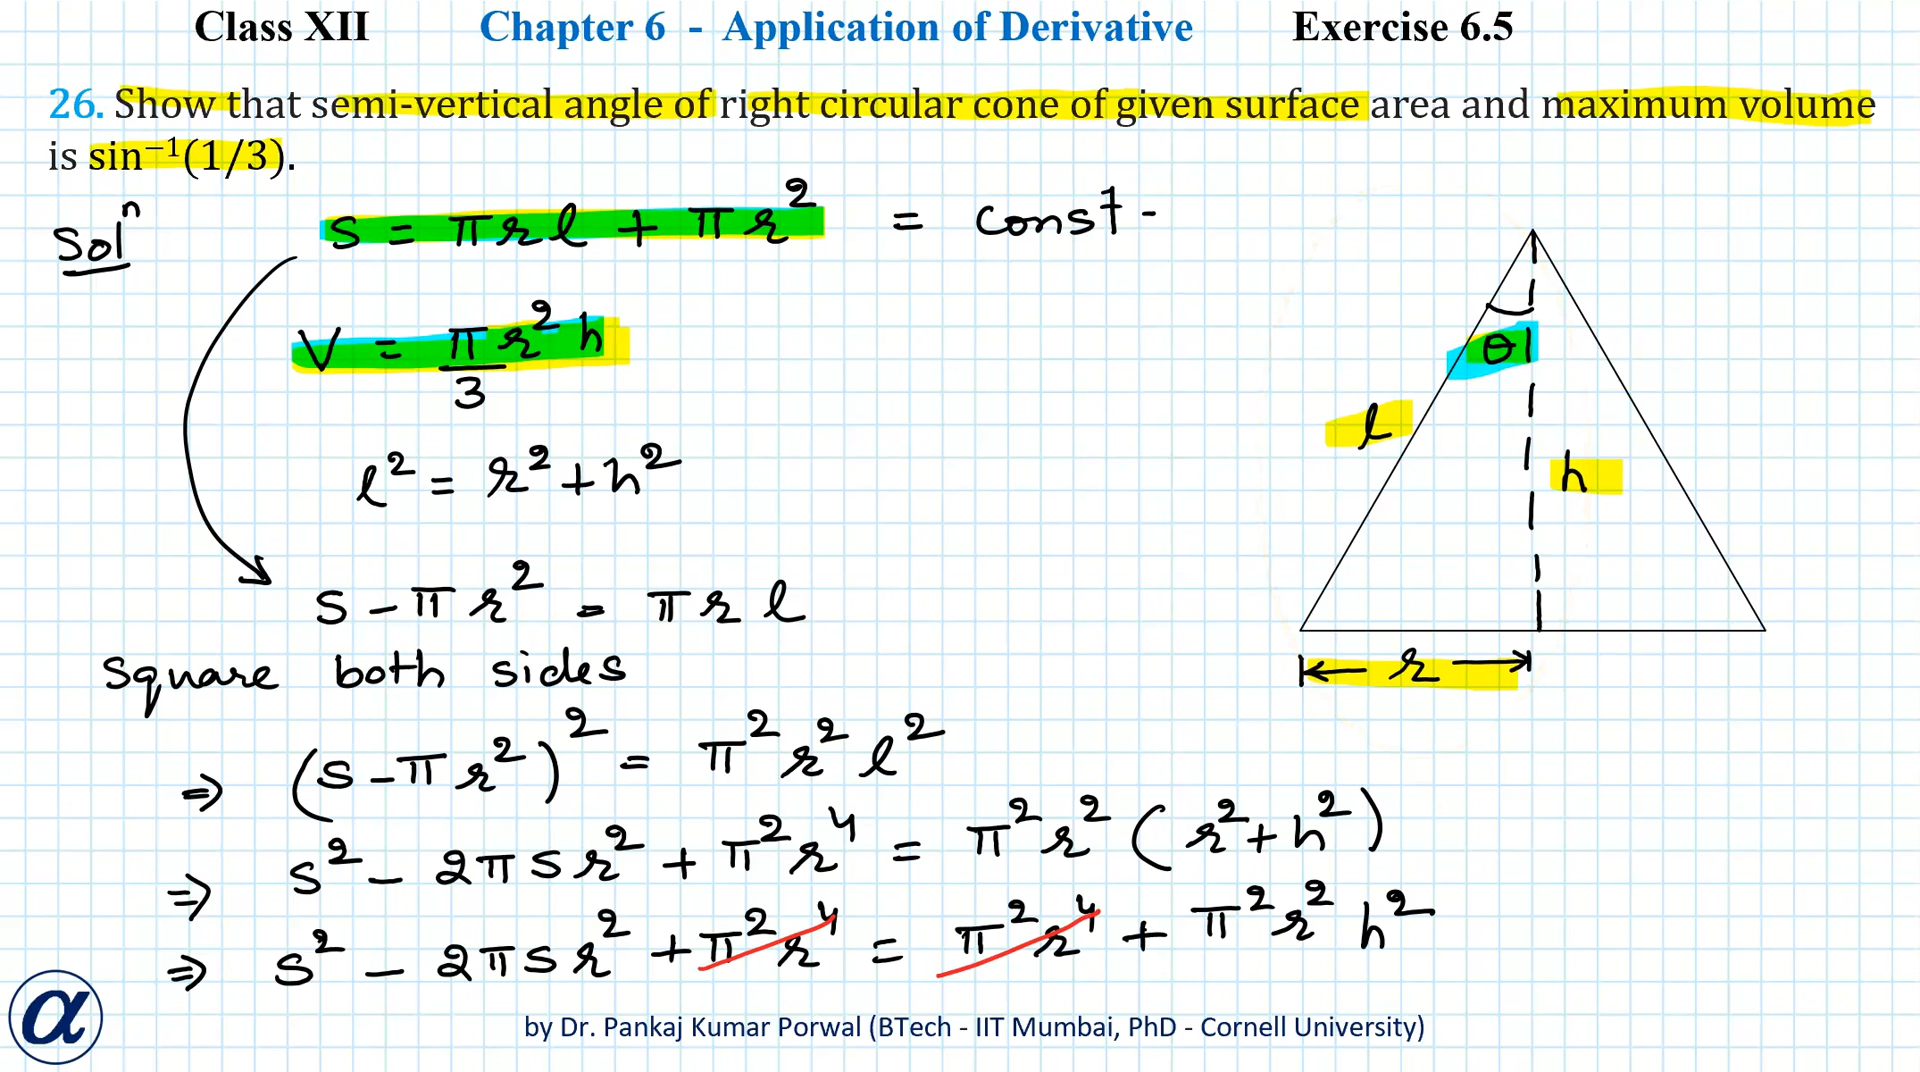 Class XII Chapter 6 - Application of Derivative Exercise 6.5
26. Show that semi-vertical angle of right circular cone of given surface area and maximum volume
is sin⁻¹(1/3).
Solⁿ S = πrl + πr² = const.
V = π/3 r² h
l² = r² + h²
S - πr² = πrl
Square both sides
⇒ (S - πr²)² = π²r²l²
⇒ S² - 2πSr² + π²r⁴ = π²r²(r² + h²)
⇒ S² - 2πSr² + π²r⁴ = π²r⁴ + π²r²h²
θ
l
h
r
α
by Dr. Pankaj Kumar Porwal (BTech - IIT Mumbai, PhD - Cornell University)